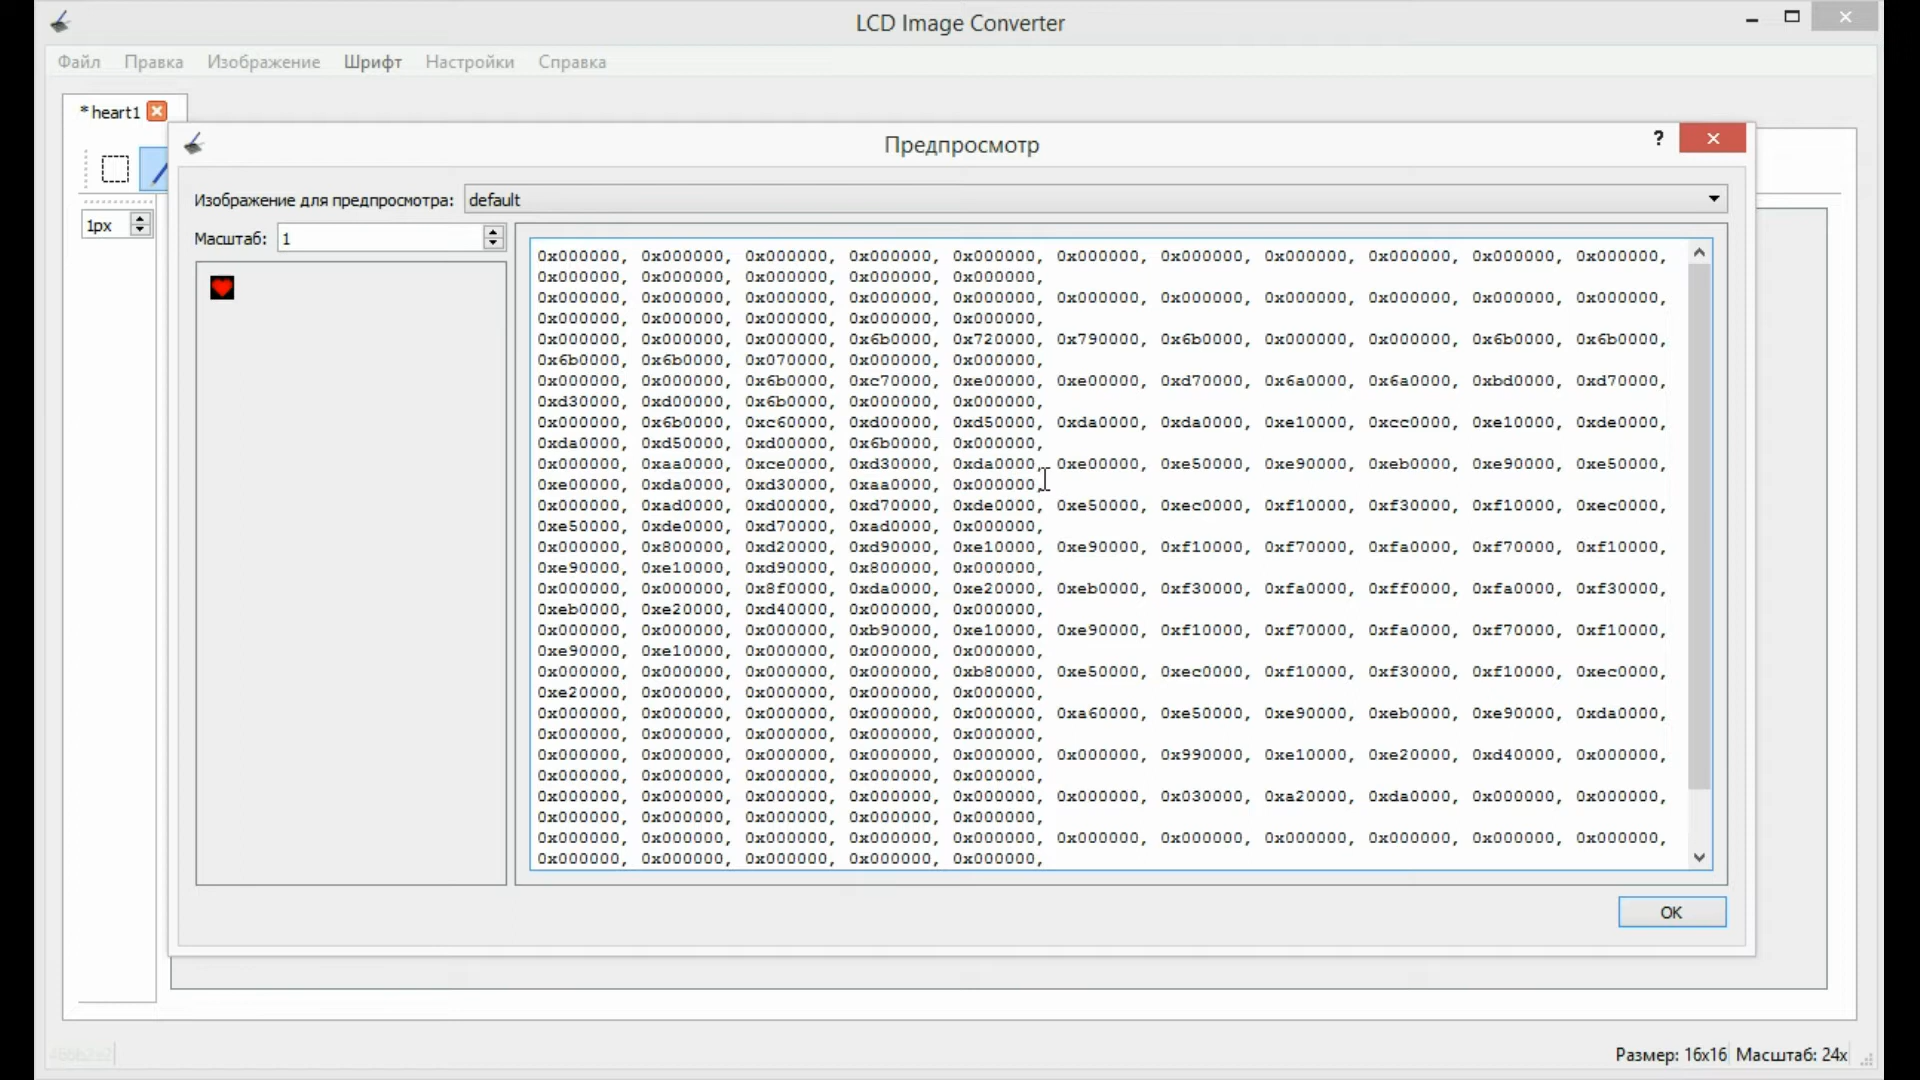 LCD Image Converter
Файл Правка Изображение Шрифт Настройки Справка
* heart1
Предпросмотр
?
Изображение для предпросмотра: default
1px
Масштаб: 1
0x000000, 0x000000, 0x000000, 0x000000, 0x000000, 0x000000, 0x000000, 0x000000, 0x000000, 0x000000, 0x000000,
0x000000, 0x000000, 0x000000, 0x000000, 0x000000,
0x000000, 0x000000, 0x000000, 0x000000, 0x000000, 0x000000, 0x000000, 0x000000, 0x000000, 0x000000, 0x000000,
0x000000, 0x000000, 0x000000, 0x000000, 0x000000,
0x000000, 0x000000, 0x000000, 0x6b0000, 0x720000, 0x790000, 0x6b0000, 0x000000, 0x000000, 0x6b0000, 0x6b0000,
0x6b0000, 0x6b0000, 0x070000, 0x000000, 0x000000,
0x000000, 0x000000, 0x6b0000, 0xc70000, 0xe00000, 0xe00000, 0xd70000, 0x6a0000, 0x6a0000, 0xbd0000, 0xd70000,
0xd30000, 0xd00000, 0x6b0000, 0x000000, 0x000000,
0x000000, 0x6b0000, 0xc60000, 0xd00000, 0xd50000, 0xda0000, 0xda0000, 0xe10000, 0xcc0000, 0xe10000, 0xde0000,
0xda0000, 0xd50000, 0xd00000, 0x6b0000, 0x000000,
0x000000, 0xaa0000, 0xce0000, 0xd30000, 0xda0000, 0xe00000, 0xe50000, 0xe90000, 0xeb0000, 0xe90000, 0xe50000,
0xe00000, 0xda0000, 0xd30000, 0xaa0000, 0x000000,
0x000000, 0xad0000, 0xd00000, 0xd70000, 0xde0000, 0xe50000, 0xec0000, 0xf10000, 0xf30000, 0xf10000, 0xec0000,
0xe50000, 0xde0000, 0xd70000, 0xad0000, 0x000000,
0x000000, 0x800000, 0xd20000, 0xd90000, 0xe10000, 0xe90000, 0xf10000, 0xf70000, 0xfa0000, 0xf70000, 0xf10000,
0xe90000, 0xe10000, 0xd90000, 0x800000, 0x000000,
0x000000, 0x000000, 0x8f0000, 0xda0000, 0xe20000, 0xeb0000, 0xf30000, 0xfa0000, 0xff0000, 0xfa0000, 0xf30000,
0xeb0000, 0xe20000, 0xd40000, 0x000000, 0x000000,
0x000000, 0x000000, 0x000000, 0xb90000, 0xe10000, 0xe90000, 0xf10000, 0xf70000, 0xfa0000, 0xf70000, 0xf10000,
0xe90000, 0xe10000, 0x000000, 0x000000, 0x000000,
0x000000, 0x000000, 0x000000, 0x000000, 0xb80000, 0xe50000, 0xec0000, 0xf10000, 0xf30000, 0xf10000, 0xec0000,
0xe20000, 0x000000, 0x000000, 0x000000, 0x000000,
0x000000, 0x000000, 0x000000, 0x000000, 0x000000, 0xa60000, 0xe50000, 0xe90000, 0xeb0000, 0xe90000, 0xda0000,
0x000000, 0x000000, 0x000000, 0x000000, 0x000000,
0x000000, 0x000000, 0x000000, 0x000000, 0x000000, 0x000000, 0x990000, 0xe10000, 0xe20000, 0xd40000, 0x000000,
0x000000, 0x000000, 0x000000, 0x000000, 0x000000,
0x000000, 0x000000, 0x000000, 0x000000, 0x000000, 0x000000, 0x030000, 0xa20000, 0xda0000, 0x000000, 0x000000,
0x000000, 0x000000, 0x000000, 0x000000, 0x000000,
0x000000, 0x000000, 0x000000, 0x000000, 0x000000, 0x000000, 0x000000, 0x000000, 0x000000, 0x000000, 0x000000,
0x000000, 0x000000, 0x000000, 0x000000, 0x000000,
OK
Размер: 16x16 Масштаб: 24x